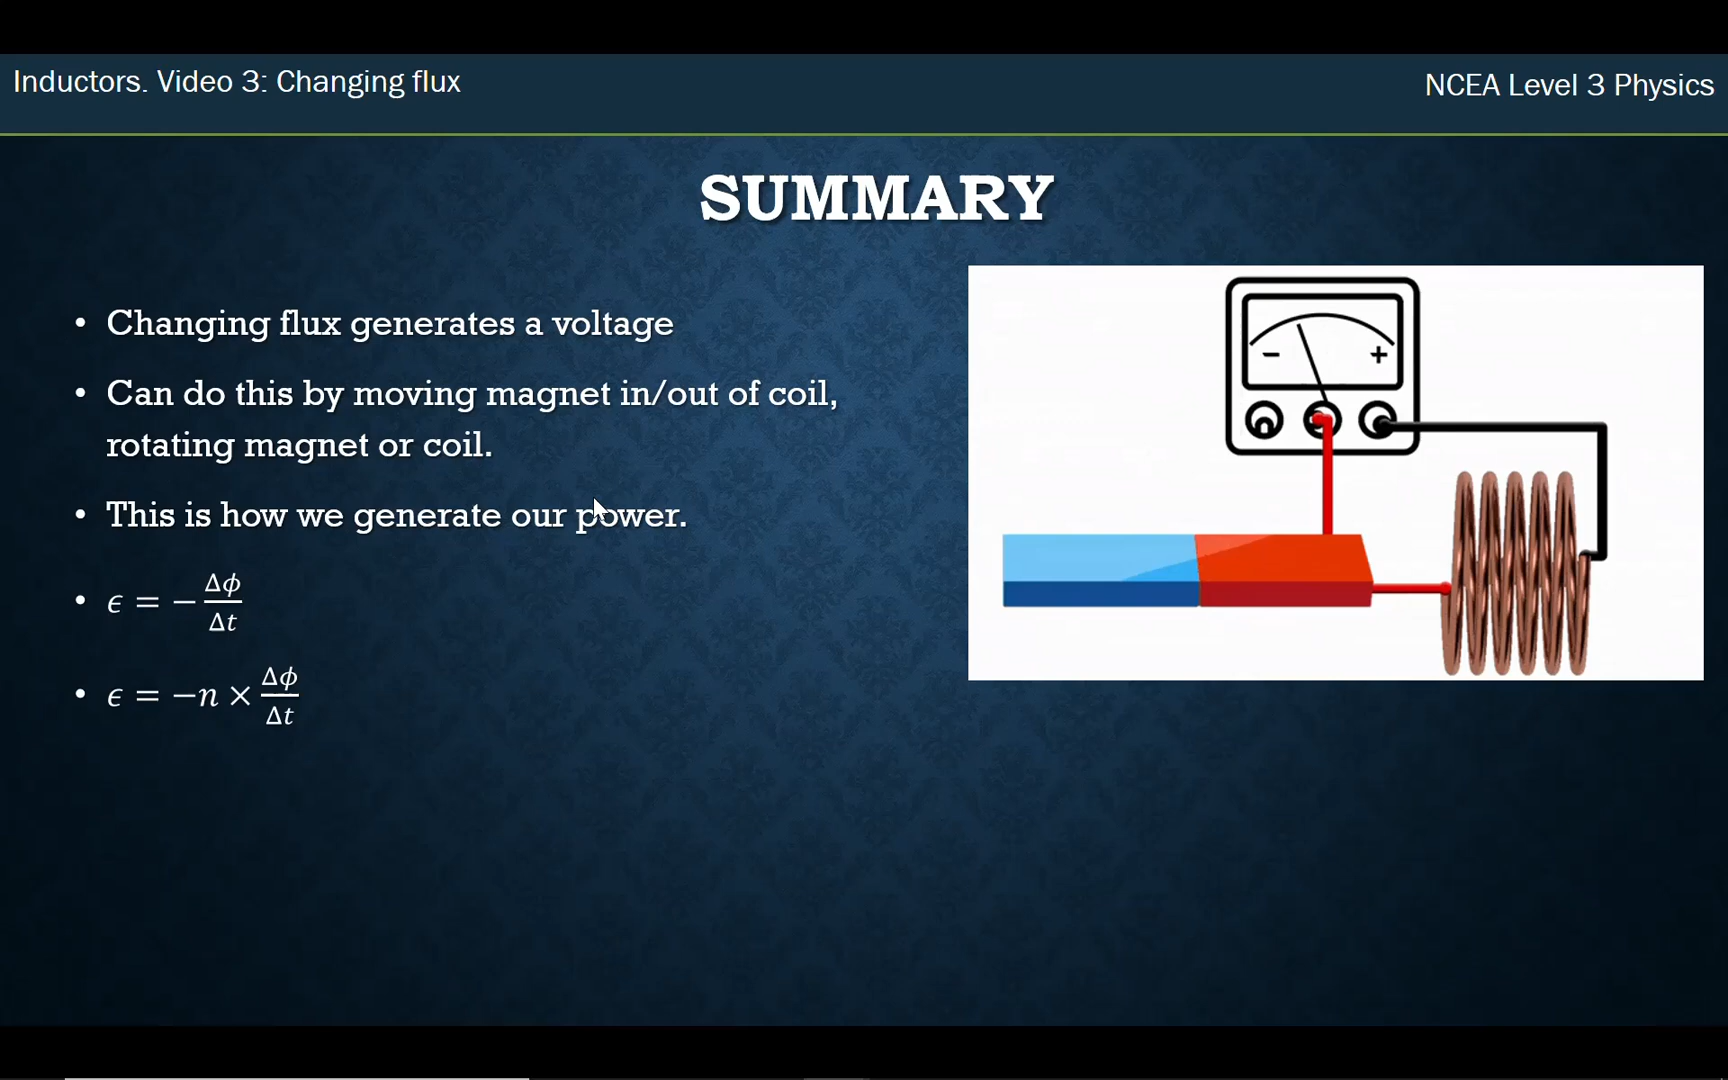 Inductors. Video 3: Changing flux
NCEA Level 3 Physics
SUMMARY
• Changing flux generates a voltage
• Can do this by moving magnet in/out of coil,
rotating magnet or coil.
• This is how we generate our power.
• ϵ = − Δϕ/Δt
• ϵ = −n × Δϕ/Δt
− +